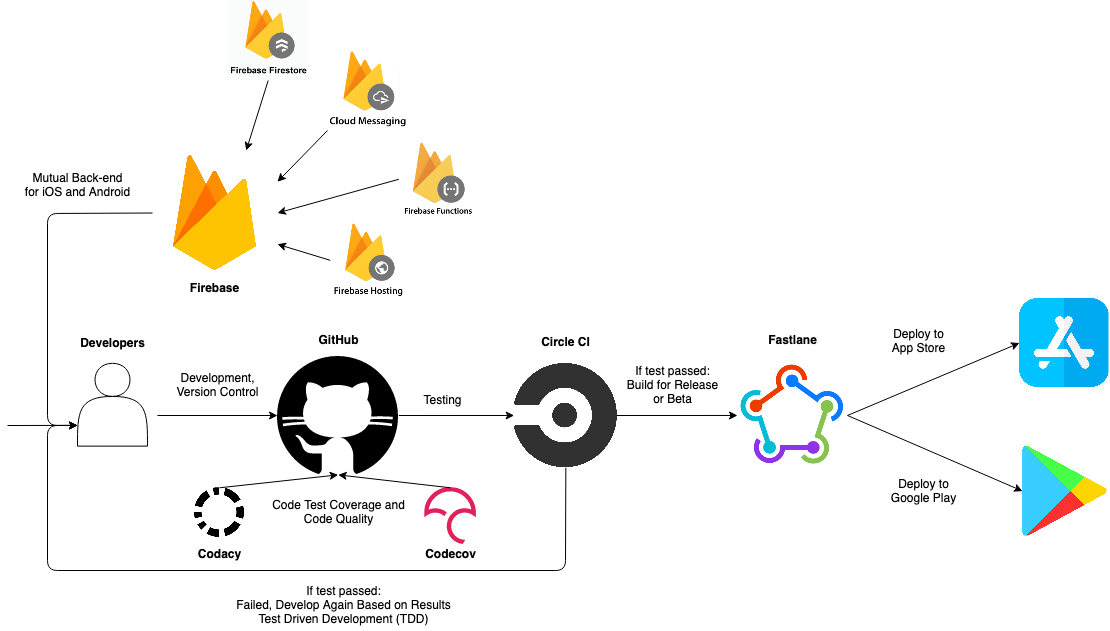 Firebase Firestore
Cloud Messaging
Mutual Back-end
for iOS and Android
Firebase Functions
Firebase
Firebase Hosting
Developers
GitHub
Circle CI
Fastlane
Deploy to
App Store
Development,
Version Control
Testing
If test passed:
Build for Release
or Beta
Deploy to
Google Play
Code Test Coverage and
Code Quality
Codacy
Codecov
If test passed:
Failed, Develop Again Based on Results
Test Driven Development (TDD)